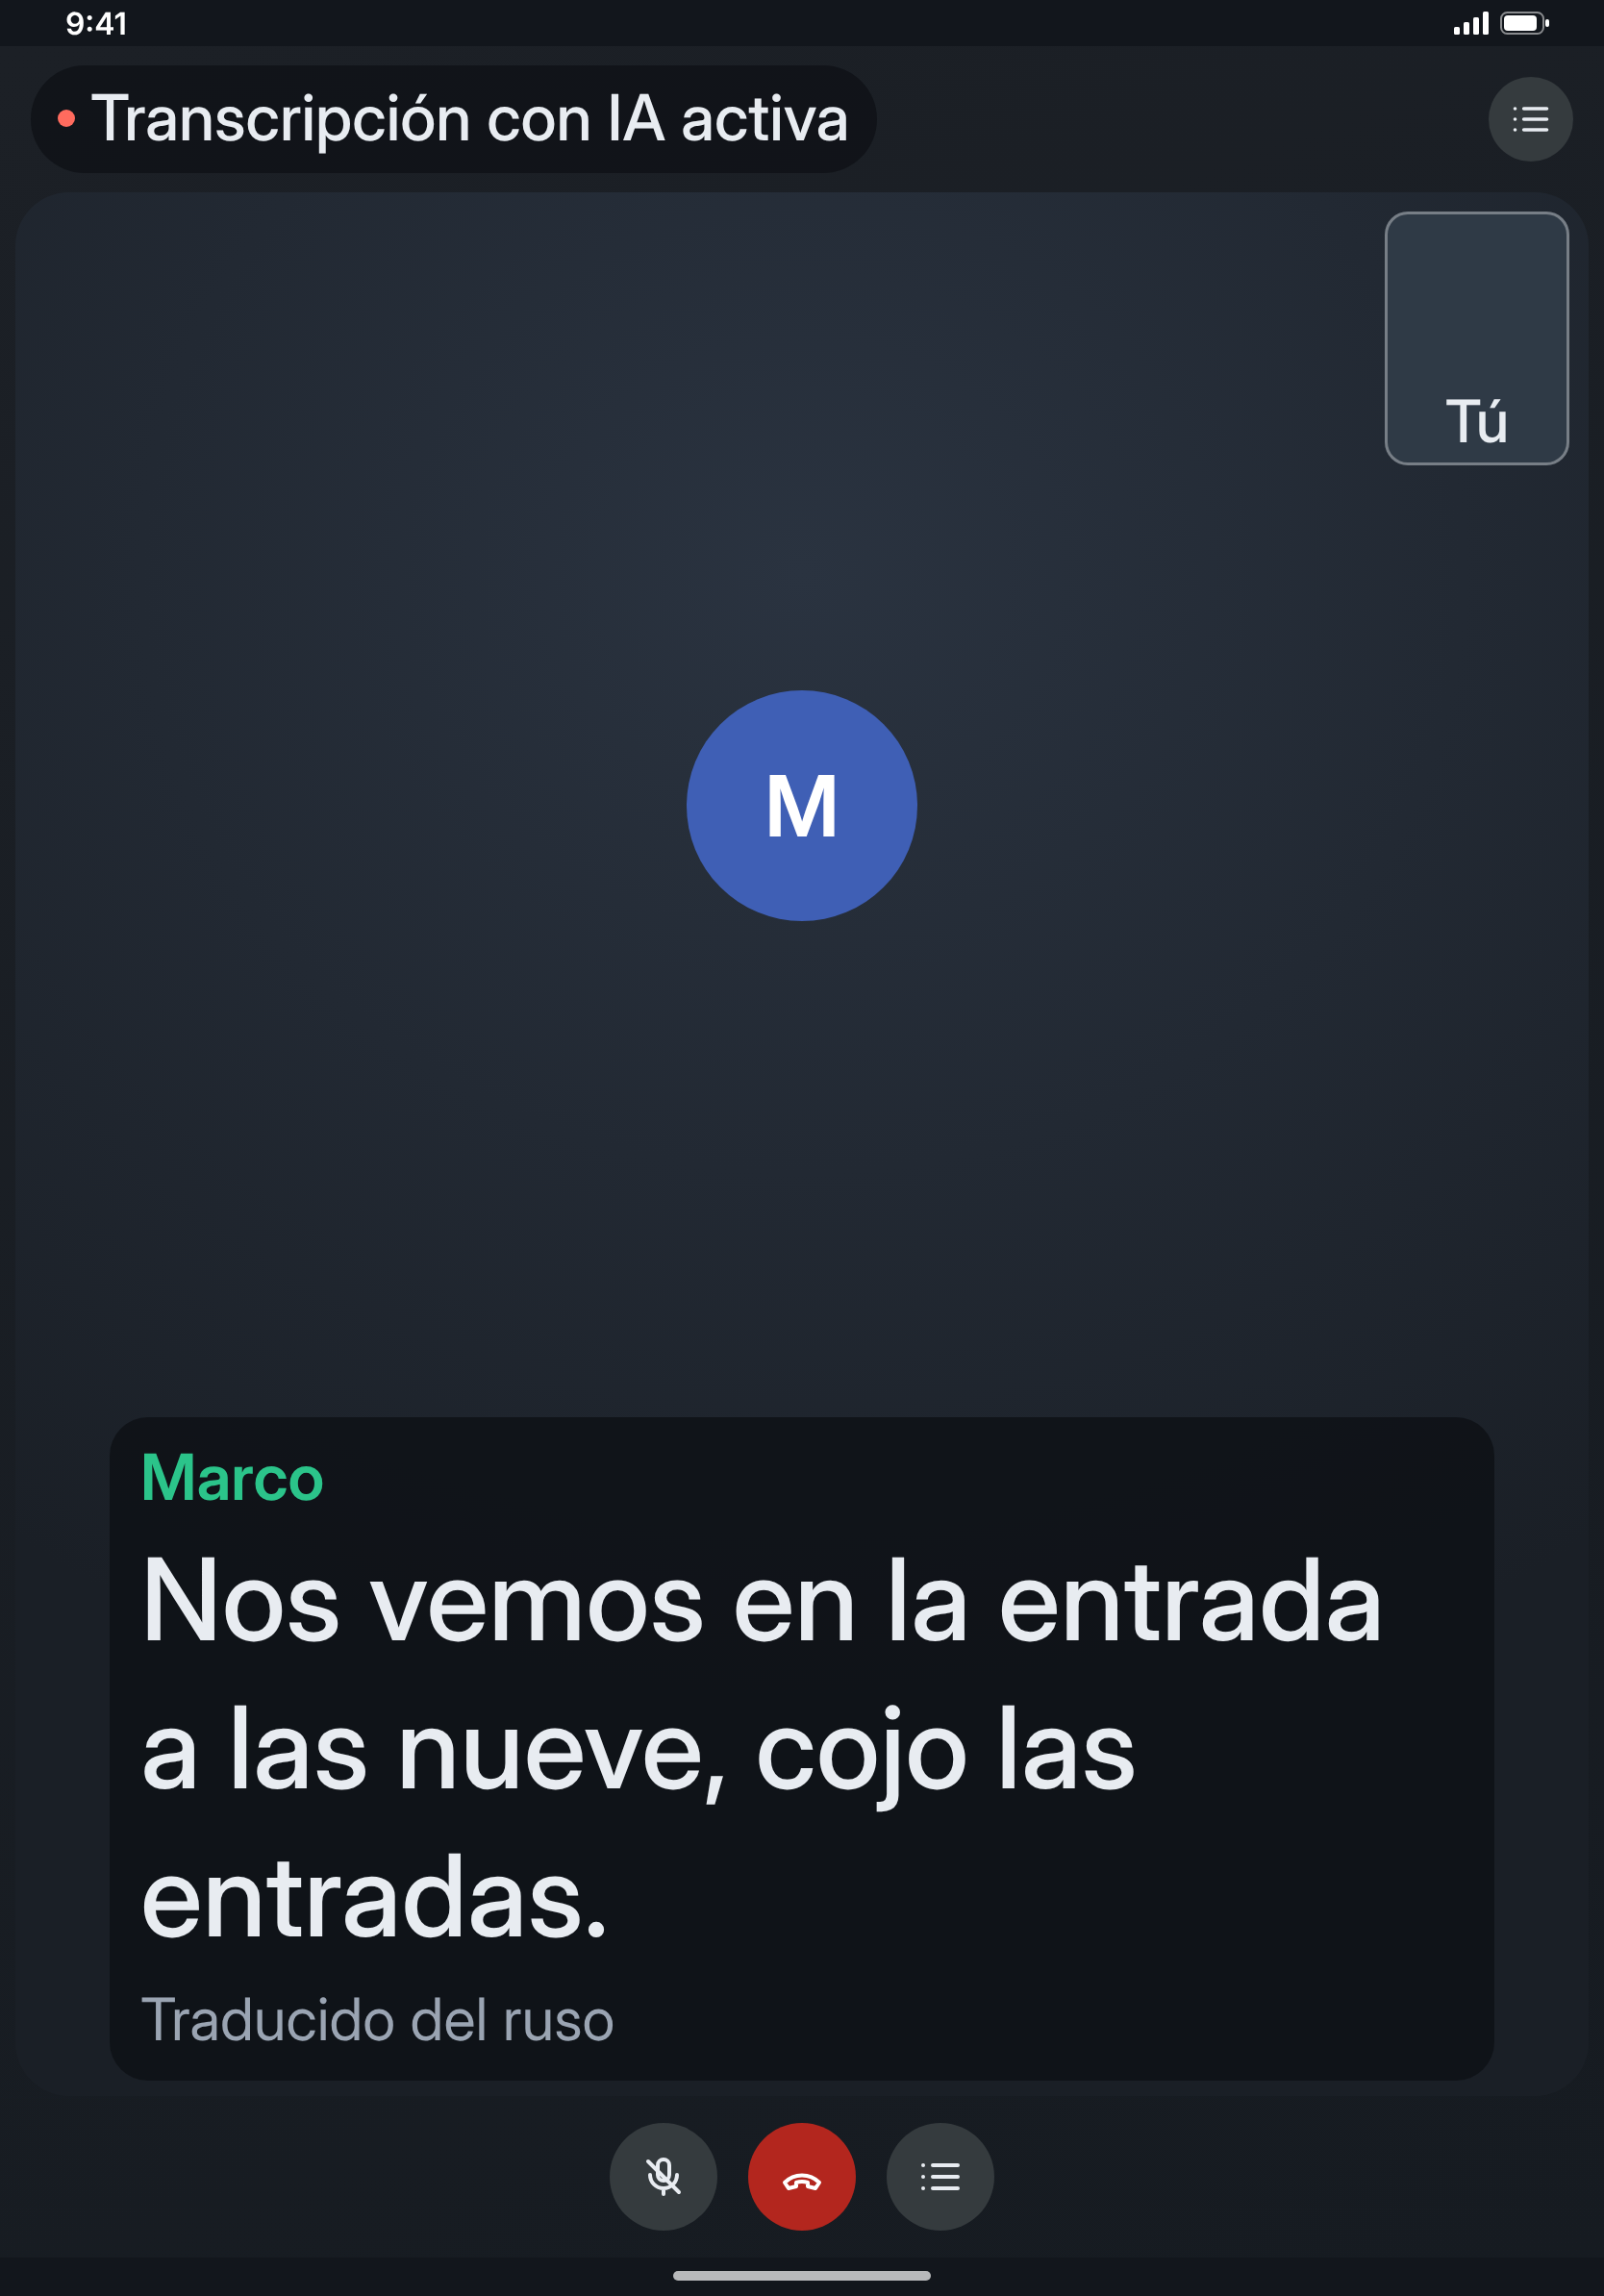 9:41
Transcripción con IA activa
Tú
M
Marco
Nos vemos en la entrada
a las nueve, cojo las
entradas.
Traducido del ruso